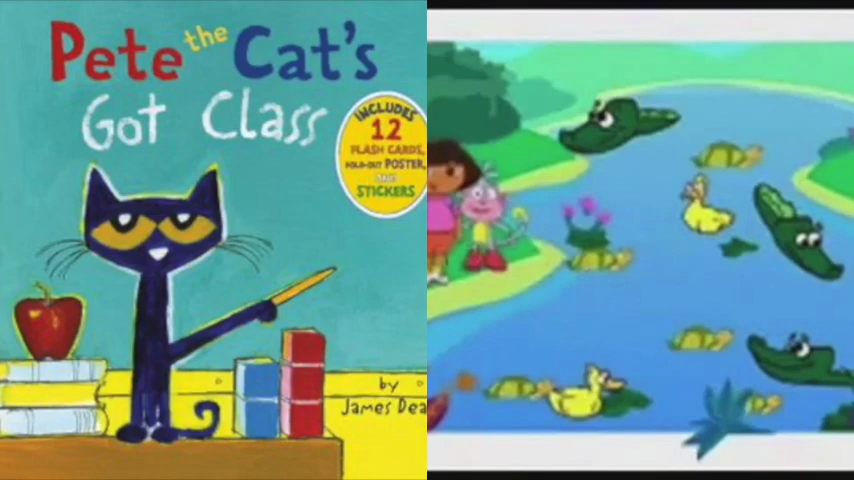 Pete the Cat's
Got Class
INCLUDES
12
FLASH CARDS,
FOLD-OUT POSTER,
AND
STICKERS
by
James Dea